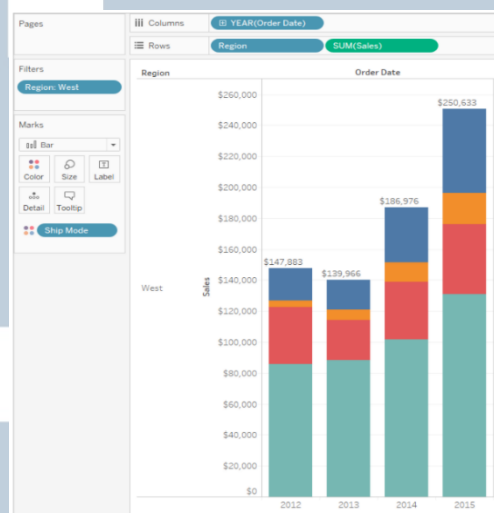 Pages
Columns
YEAR(Order Date)
Rows
Region
SUM(Sales)
Filters
Region: West
Marks
Bar
Color
Size
Label
Detail
Tooltip
Ship Mode
Region
Order Date
West
Sales
$260,000
$240,000
$220,000
$200,000
$180,000
$160,000
$140,000
$120,000
$100,000
$80,000
$60,000
$40,000
$20,000
$0
$147,883
$139,966
$186,976
$250,633
2012
2013
2014
2015